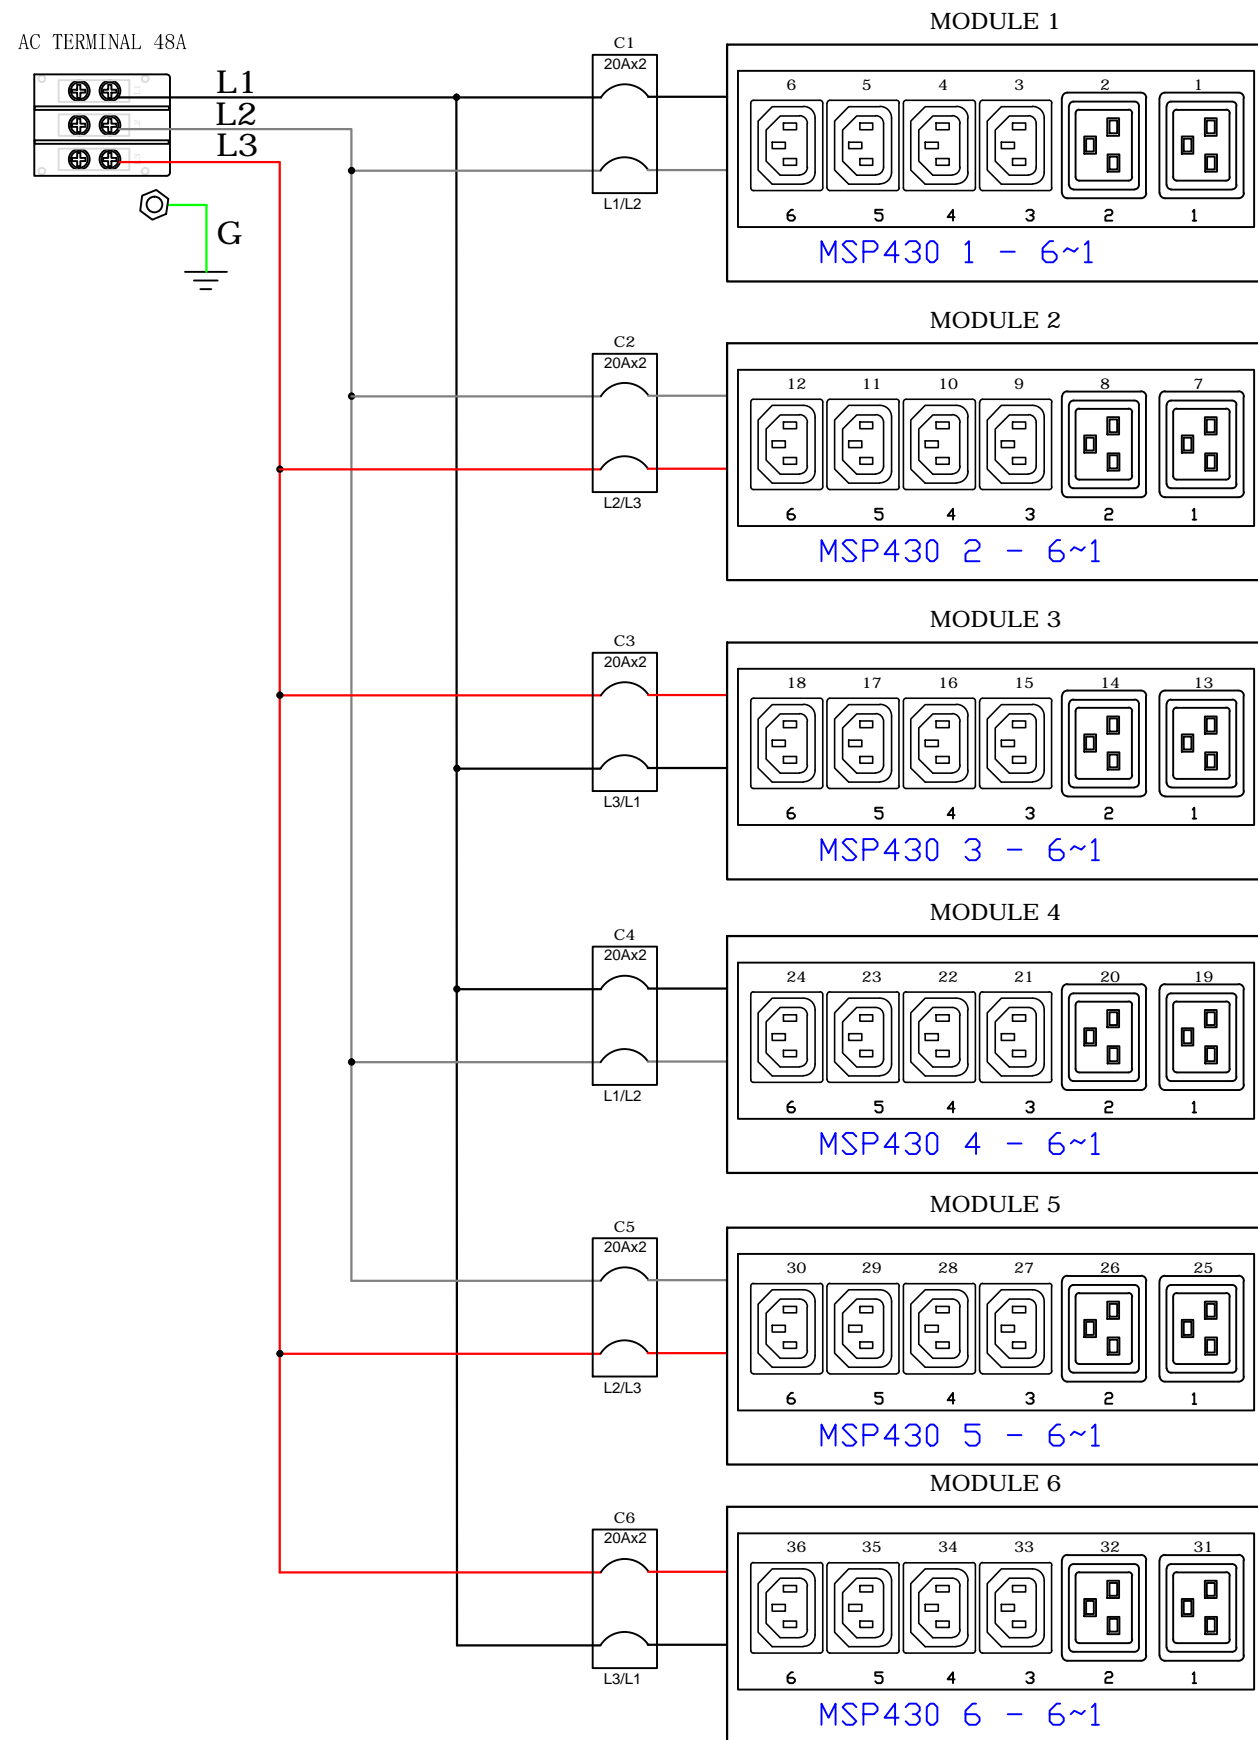 AC TERMINAL 48A
L1
L2
L3
G
C1
20Ax2
L1/L2
MODULE 1
6 5 4 3 2 1
6 5 4 3 2 1
MSP430 1 - 6~1
C2
20Ax2
L2/L3
MODULE 2
12 11 10 9 8 7
6 5 4 3 2 1
MSP430 2 - 6~1
C3
20Ax2
L3/L1
MODULE 3
18 17 16 15 14 13
6 5 4 3 2 1
MSP430 3 - 6~1
C4
20Ax2
L1/L2
MODULE 4
24 23 22 21 20 19
6 5 4 3 2 1
MSP430 4 - 6~1
C5
20Ax2
L2/L3
MODULE 5
30 29 28 27 26 25
6 5 4 3 2 1
MSP430 5 - 6~1
C6
20Ax2
L3/L1
MODULE 6
36 35 34 33 32 31
6 5 4 3 2 1
MSP430 6 - 6~1